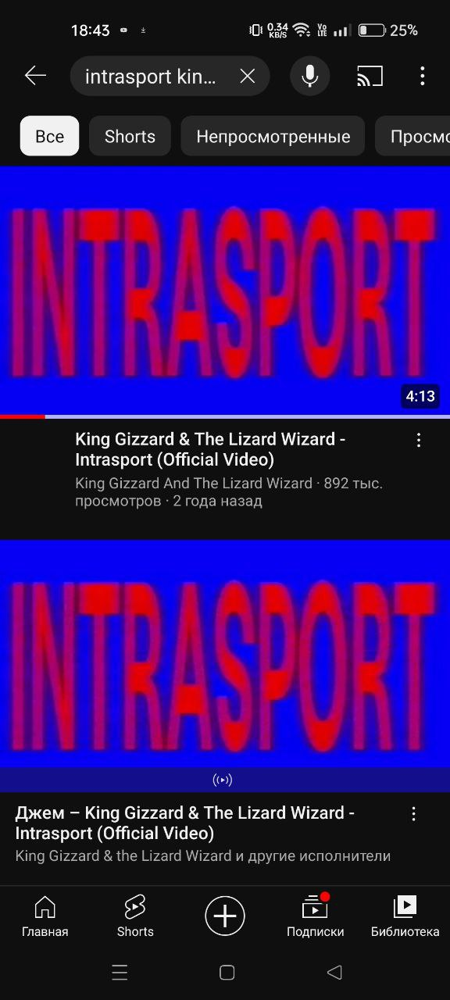 18:43 0.34 KB/S Vo LTE 25%
intrasport kin...
Все Shorts Непросмотренные Просмо
INTRASPORT
4:13
King Gizzard & The Lizard Wizard -
Intrasport (Official Video)
King Gizzard And The Lizard Wizard · 892 тыс.
просмотров · 2 года назад
INTRASPORT
Джем – King Gizzard & The Lizard Wizard -
Intrasport (Official Video)
King Gizzard & the Lizard Wizard и другие исполнители
Главная Shorts Подписки Библиотека